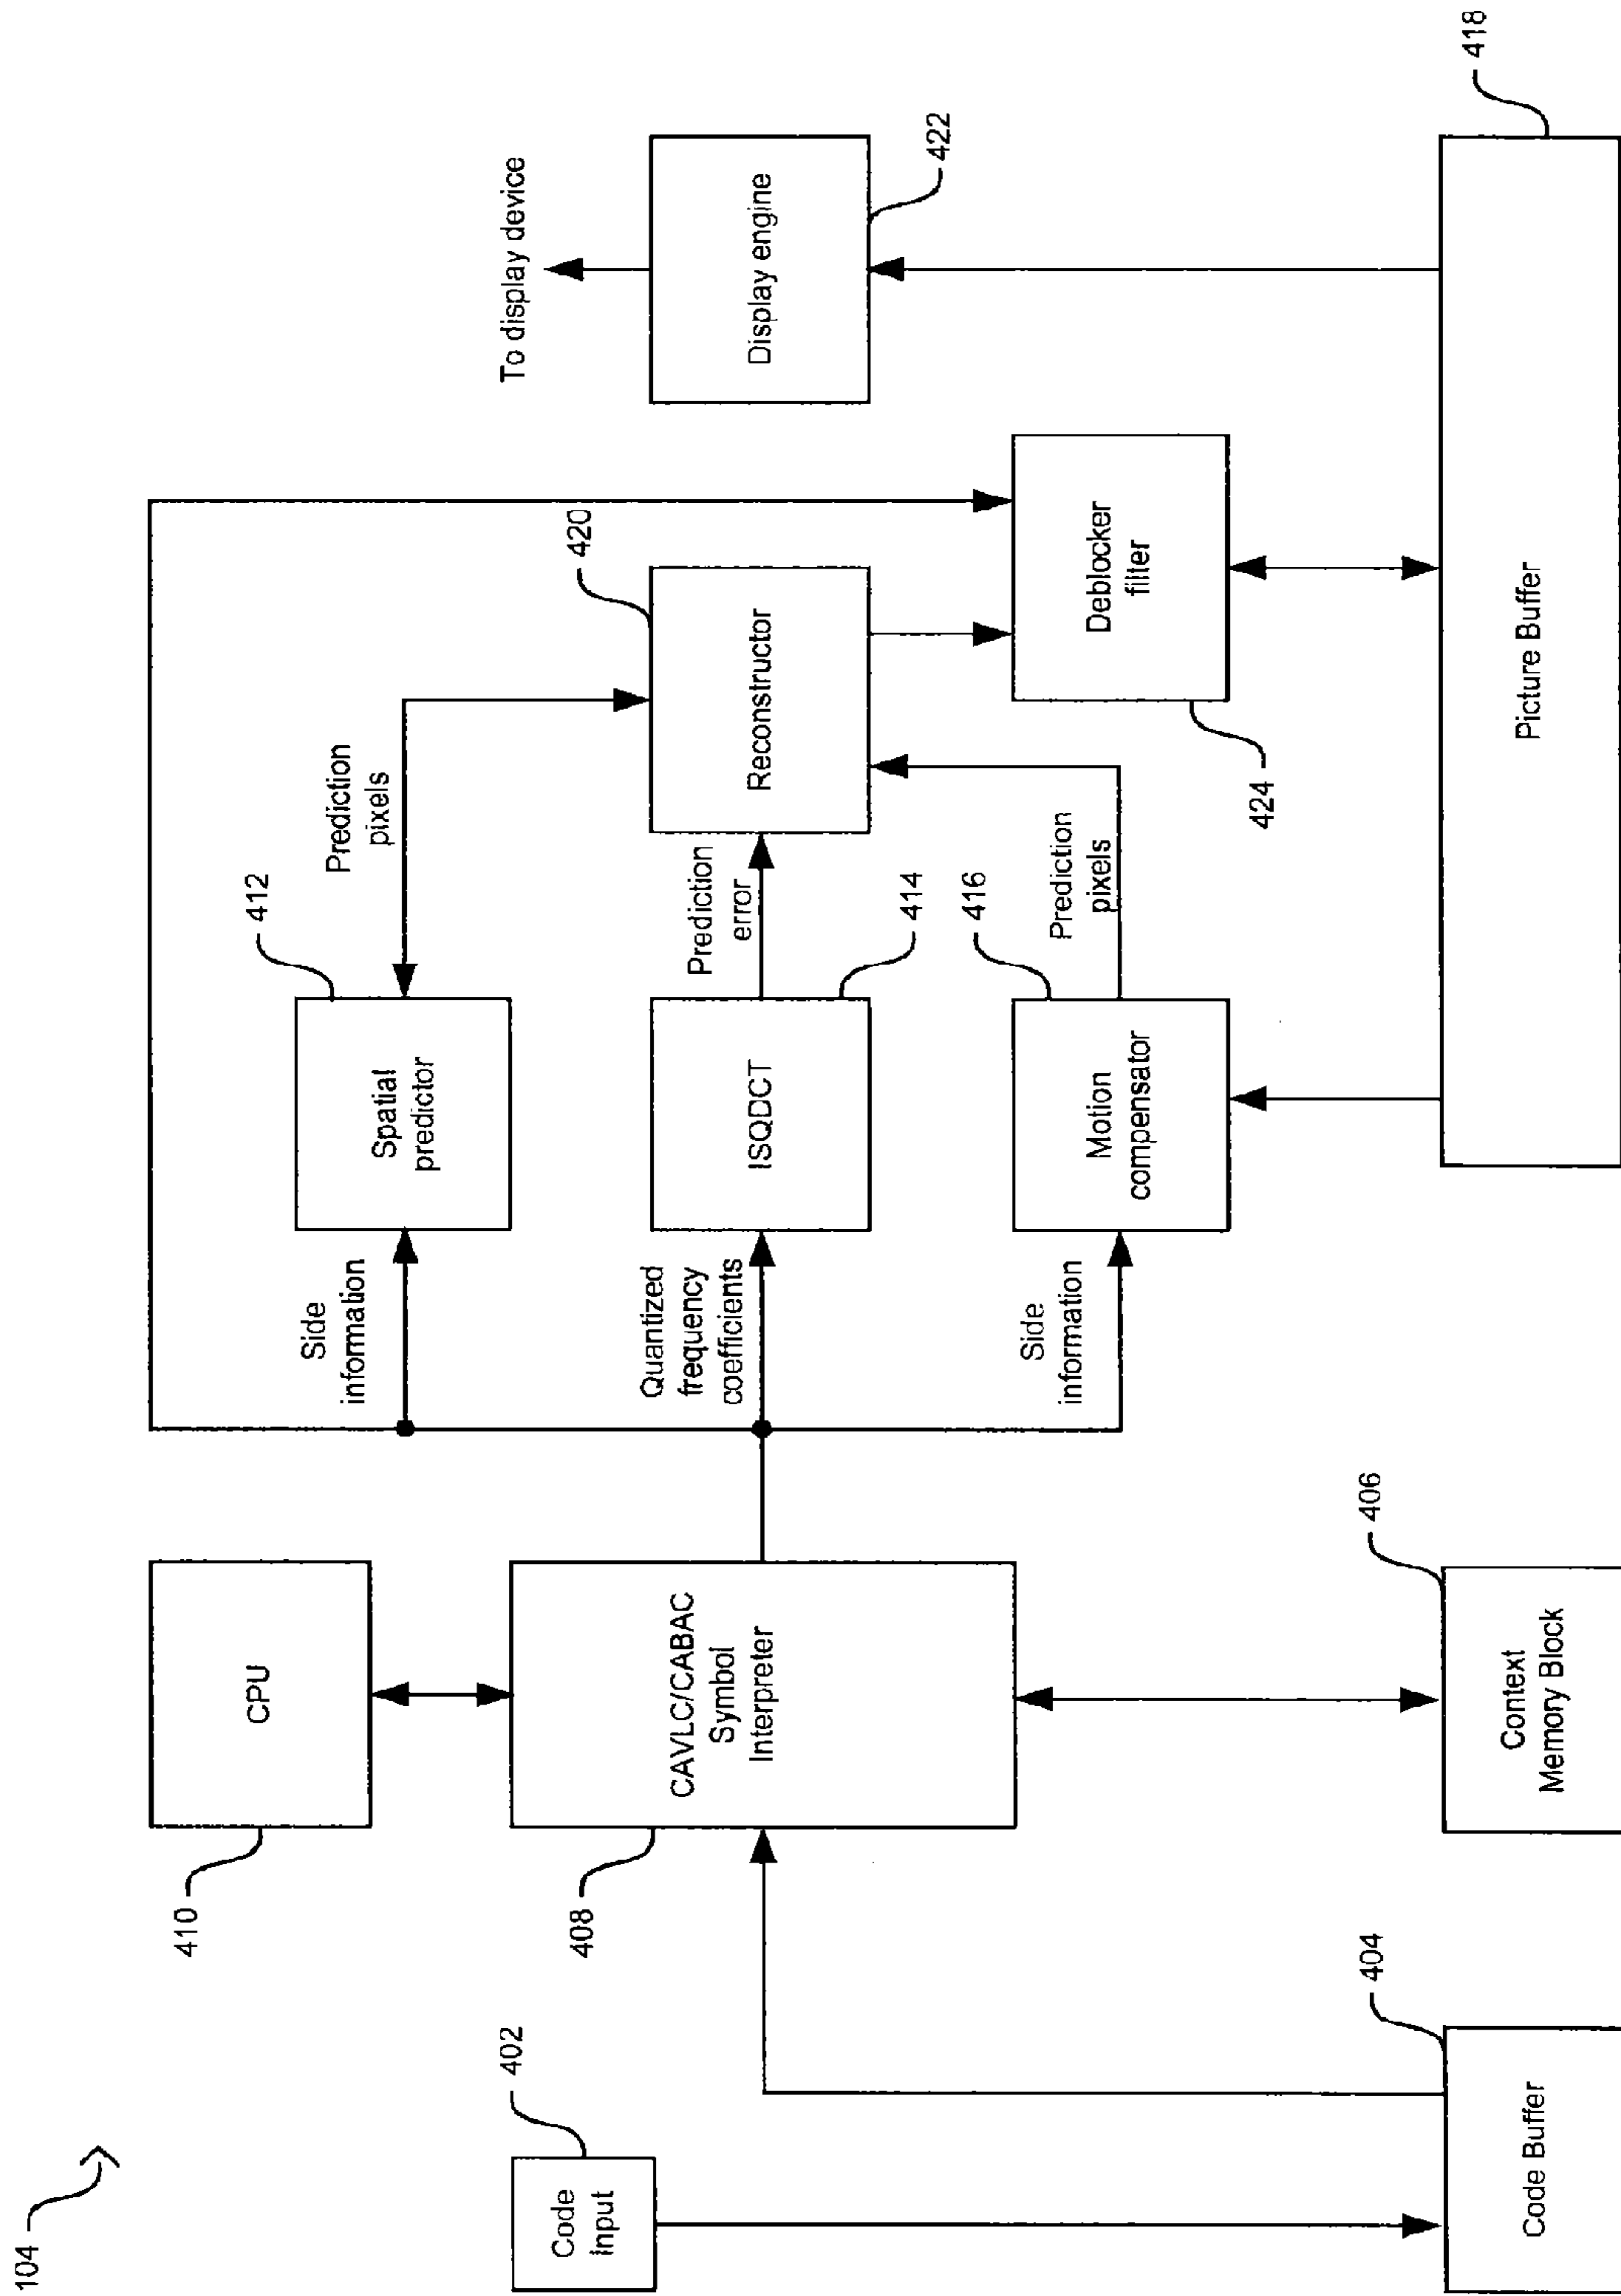 104
402
Code
Input
404
Code Buffer
410
CPU
408
CAVLC/CABAC
Symbol
Interpreter
406
Context
Memory Block
Side
information
Quantized
frequency
coefficients
Side
information
412
Spatial
predictor
ISQDCT
414
416
Motion
compensator
Prediction
pixels
Prediction
error
Prediction
pixels
420
Reconstructor
Deblocker
filter
424
To display device
Display engine
422
Picture Buffer
418